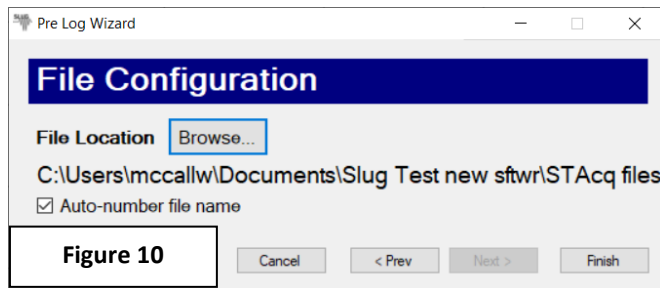 Pre Log Wizard
File Configuration
File Location Browse...
C:\Users\mccallw\Documents\Slug Test new sftwr\STAcq files
Auto-number file name
Figure 10
Cancel < Prev Next > Finish